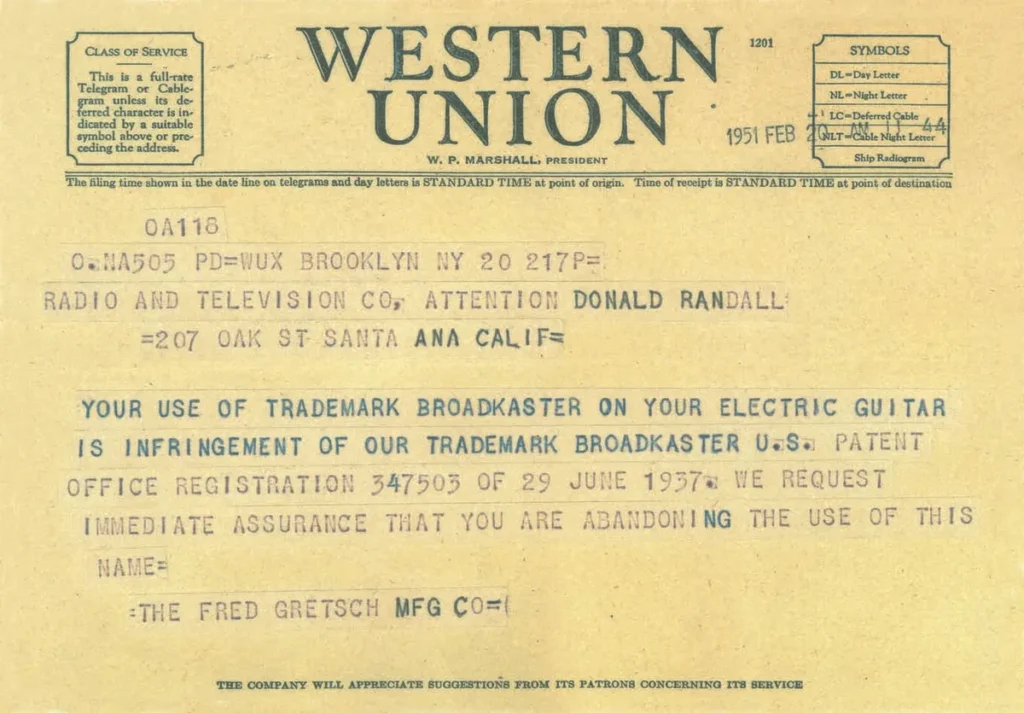 CLASS OF SERVICE
This is a full-rate
Telegram or Cable-
gram unless its de-
ferred character is in-
dicated by a suitable
symbol above or pre-
ceding the address.
WESTERN
UNION
W. P. MARSHALL, PRESIDENT
1201
1951 FEB 20 AM 11 44
SYMBOLS
DL=Day Letter
NL=Night Letter
LC=Deferred Cable
NLT=Cable Night Letter
Ship Radiogram
The filing time shown in the date line on telegrams and day letters is STANDARD TIME at point of origin. Time of receipt is STANDARD TIME at point of destination
OA118
O.NA505 PD=WUX BROOKLYN NY 20 217P=
RADIO AND TELEVISION CO, ATTENTION DONALD RANDALL
=207 OAK ST SANTA ANA CALIF=
YOUR USE OF TRADEMARK BROADKASTER ON YOUR ELECTRIC GUITAR
IS INFRINGEMENT OF OUR TRADEMARK BROADKASTER U.S. PATENT
OFFICE REGISTRATION 347503 OF 29 JUNE 1937. WE REQUEST
IMMEDIATE ASSURANCE THAT YOU ARE ABANDONING THE USE OF THIS
NAME=
=THE FRED GRETSCH MFG CO=
THE COMPANY WILL APPRECIATE SUGGESTIONS FROM ITS PATRONS CONCERNING ITS SERVICE